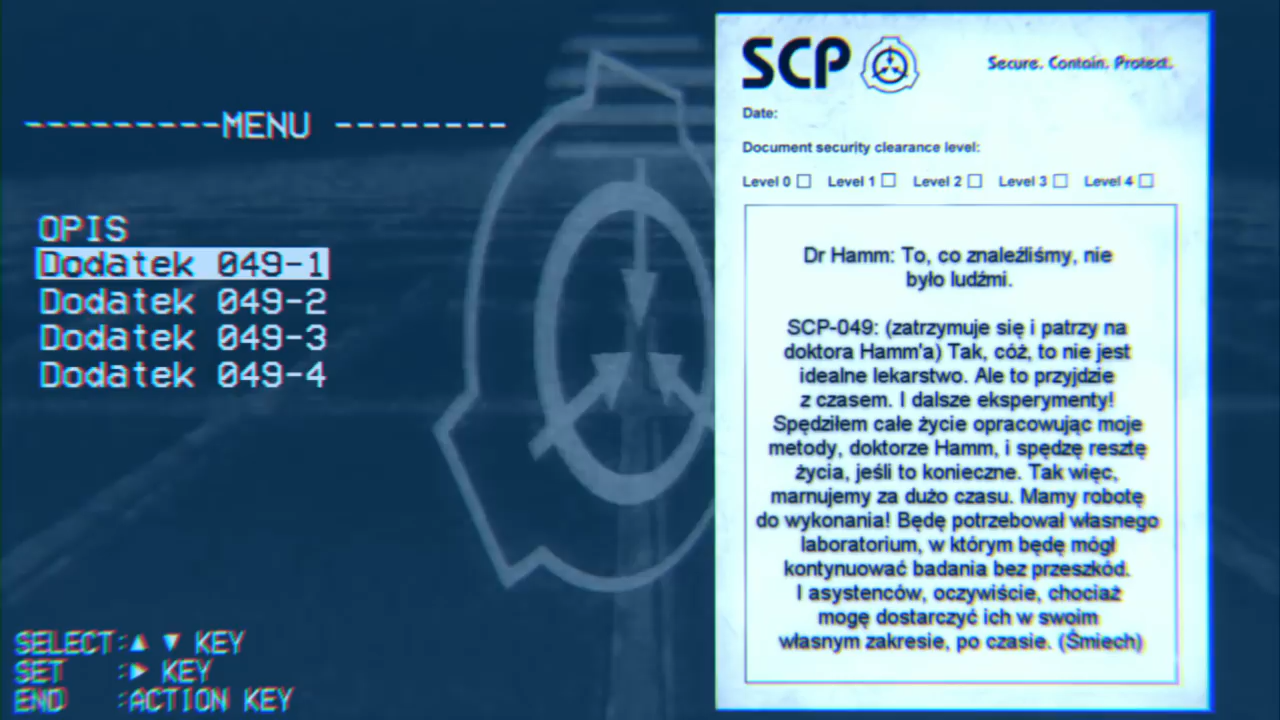 ---------MENU --------
OPIS
Dodatek 049-1
Dodatek 049-2
Dodatek 049-3
Dodatek 049-4
SELECT:▲ ▼ KEY
SET :► KEY
END :ACTION KEY
SCP
Secure. Contain. Protect.
Date:
Document security clearance level:
Level 0 ☐ Level 1 ☐ Level 2 ☐ Level 3 ☐ Level 4 ☐
Dr Hamm: To, co znaleźliśmy, nie
było ludźmi.
SCP-049: (zatrzymuje się i patrzy na
doktora Hamm'a) Tak, cóż, to nie jest
idealne lekarstwo. Ale to przyjdzie
z czasem. I dalsze eksperymenty!
Spędziłem całe życie opracowując moje
metody, doktorze Hamm, i spędzę resztę
życia, jeśli to konieczne. Tak więc,
marnujemy za dużo czasu. Mamy robotę
do wykonania! Będę potrzebował własnego
laboratorium, w którym będę mógł
kontynuować badania bez przeszkód.
I asystenców, oczywiście, chociaż
mogę dostarczyć ich w swoim
własnym zakresie, po czasie. (Śmiech)